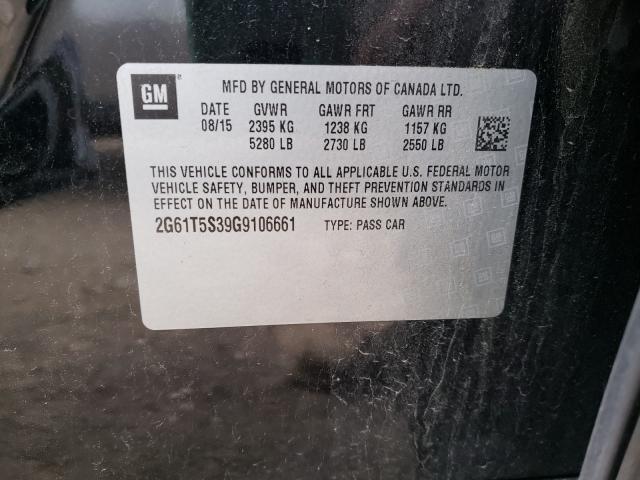 GM ®
MFD BY GENERAL MOTORS OF CANADA LTD.
DATE GVWR GAWR FRT GAWR RR
08/15 2395 KG 1238 KG 1157 KG
5280 LB 2730 LB 2550 LB
THIS VEHICLE CONFORMS TO ALL APPLICABLE U.S. FEDERAL MOTOR
VEHICLE SAFETY, BUMPER, AND THEFT PREVENTION STANDARDS IN
EFFECT ON THE DATE OF MANUFACTURE SHOWN ABOVE.
2G61T5S39G9106661 TYPE: PASS CAR